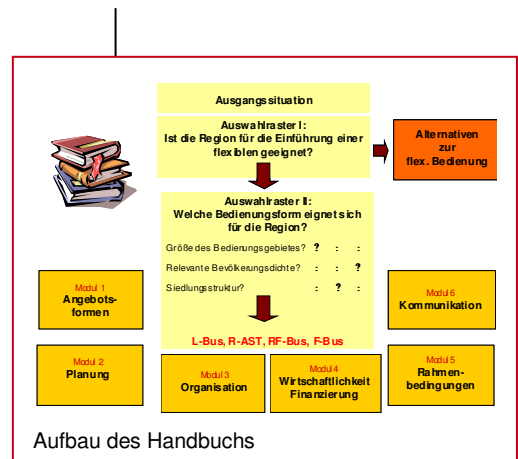 Ausgangssituation
Auswahlraster I:
Ist die Region für die Einführung einer
flexiblen geeignet?
Alternativen
zur
flex. Bedienung
Auswahlraster II:
Welche Bedienungsform eignet sich
für die Region?
Größe des Bedienungsgebietes? ? : :
Relevante Bevölkerungsdichte? : : ?
Siedlungsstruktur? : ? :
L-Bus, R-AST, RF-Bus, F-Bus
Modul 1
Angebots-
formen
Modul 2
Planung
Modul 3
Organisation
Modul 4
Wirtschaftlichkeit
Finanzierung
Modul 6
Kommunikation
Modul 5
Rahmen-
bedingungen
Aufbau des Handbuchs